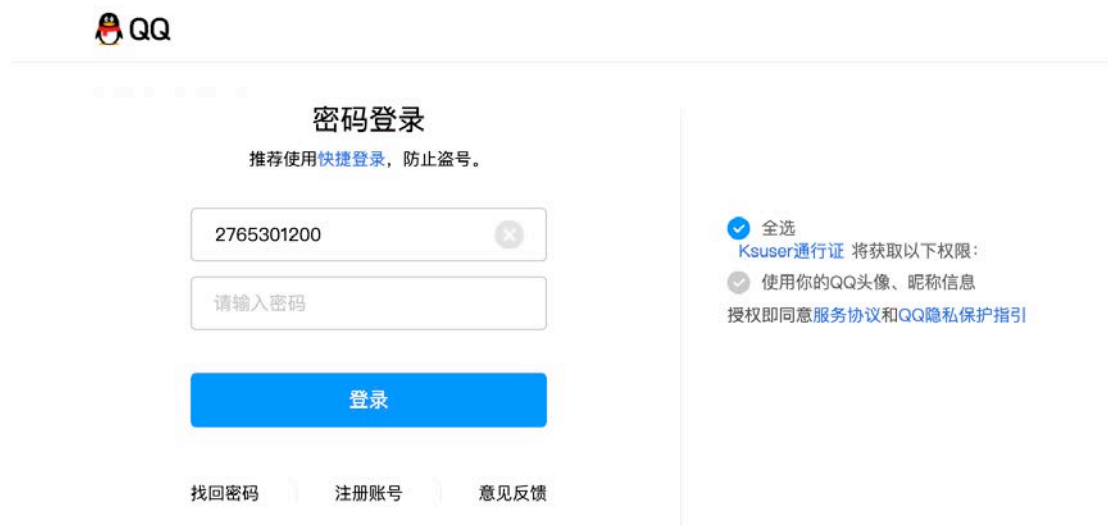 QQ
密码登录
推荐使用快捷登录，防止盗号。
2765301200
请输入密码
登录
找回密码
注册账号
意见反馈
全选
Ksuser通行证 将获取以下权限：
使用你的QQ头像、昵称信息
授权即同意服务协议和QQ隐私保护指引